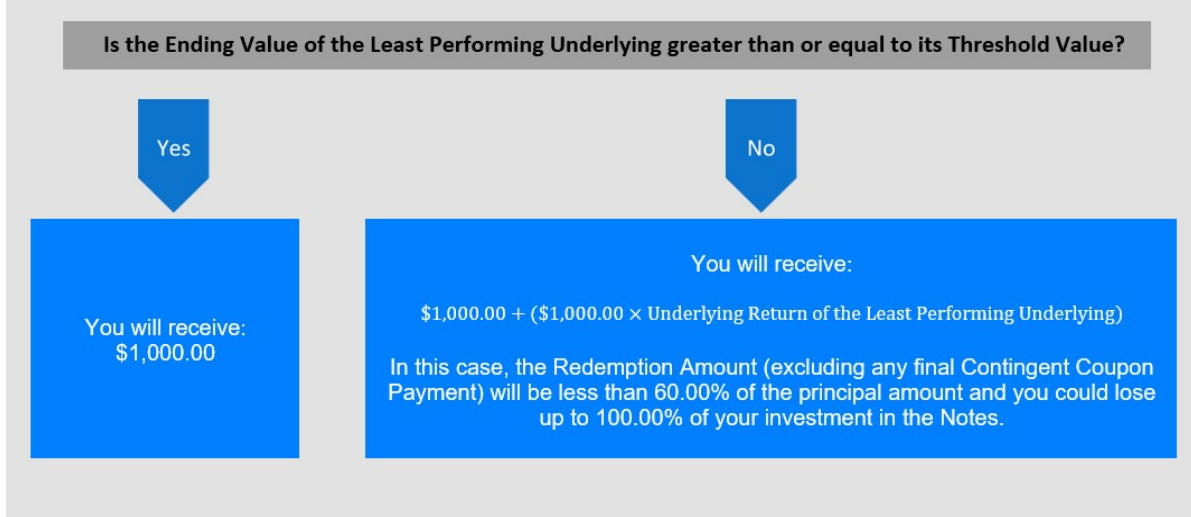 Is the Ending Value of the Least Performing Underlying greater than or equal to its Threshold Value?
Yes
No
You will receive:
$1,000.00
You will receive:
$1,000.00 + ($1,000.00 × Underlying Return of the Least Performing Underlying)
In this case, the Redemption Amount (excluding any final Contingent Coupon
Payment) will be less than 60.00% of the principal amount and you could lose
up to 100.00% of your investment in the Notes.